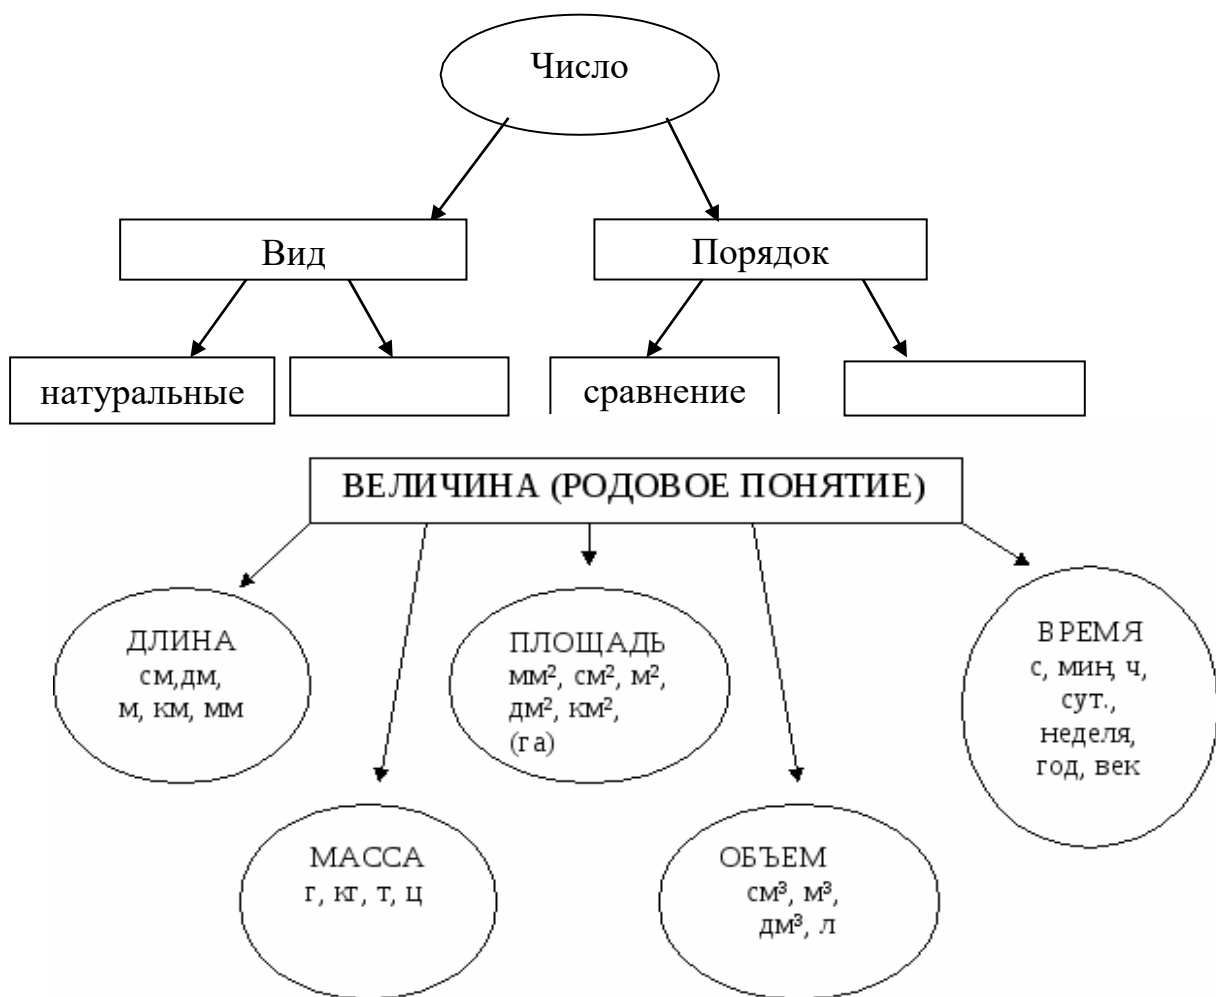 Число
Вид
Порядок
натуральные
сравнение
ВЕЛИЧИНА (РОДОВОЕ ПОНЯТИЕ)
ДЛИНА
см,дм,
м, км, мм
ПЛОЩАДЬ
мм², см², м²,
дм², км²,
(га)
ВРЕМЯ
с, мин, ч,
сут.,
неделя,
год, век
МАССА
г, кг, т, ц
ОБЪЕМ
см³, м³,
дм³, л